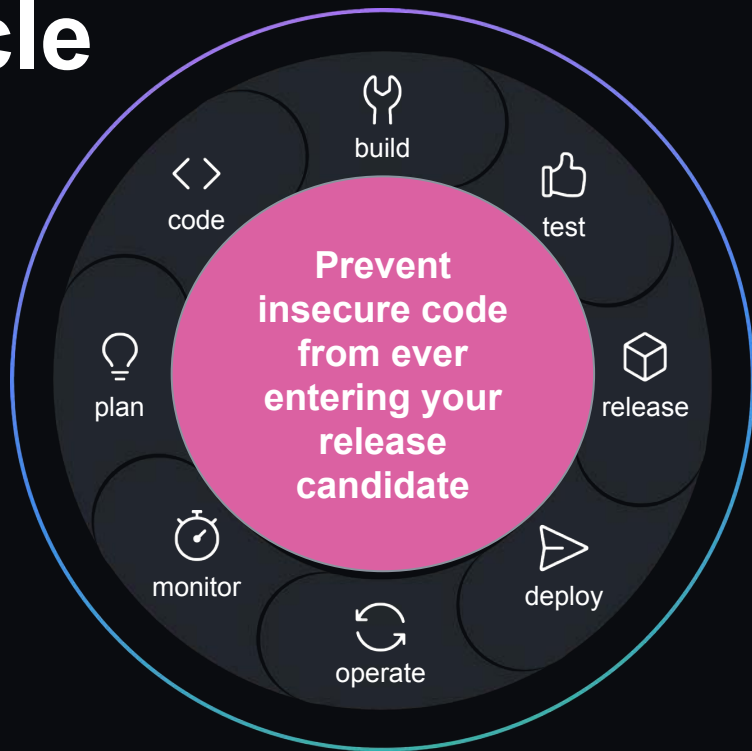 cle
build
code
test
Prevent
insecure code
from ever
entering your
release
candidate
plan
release
monitor
deploy
operate